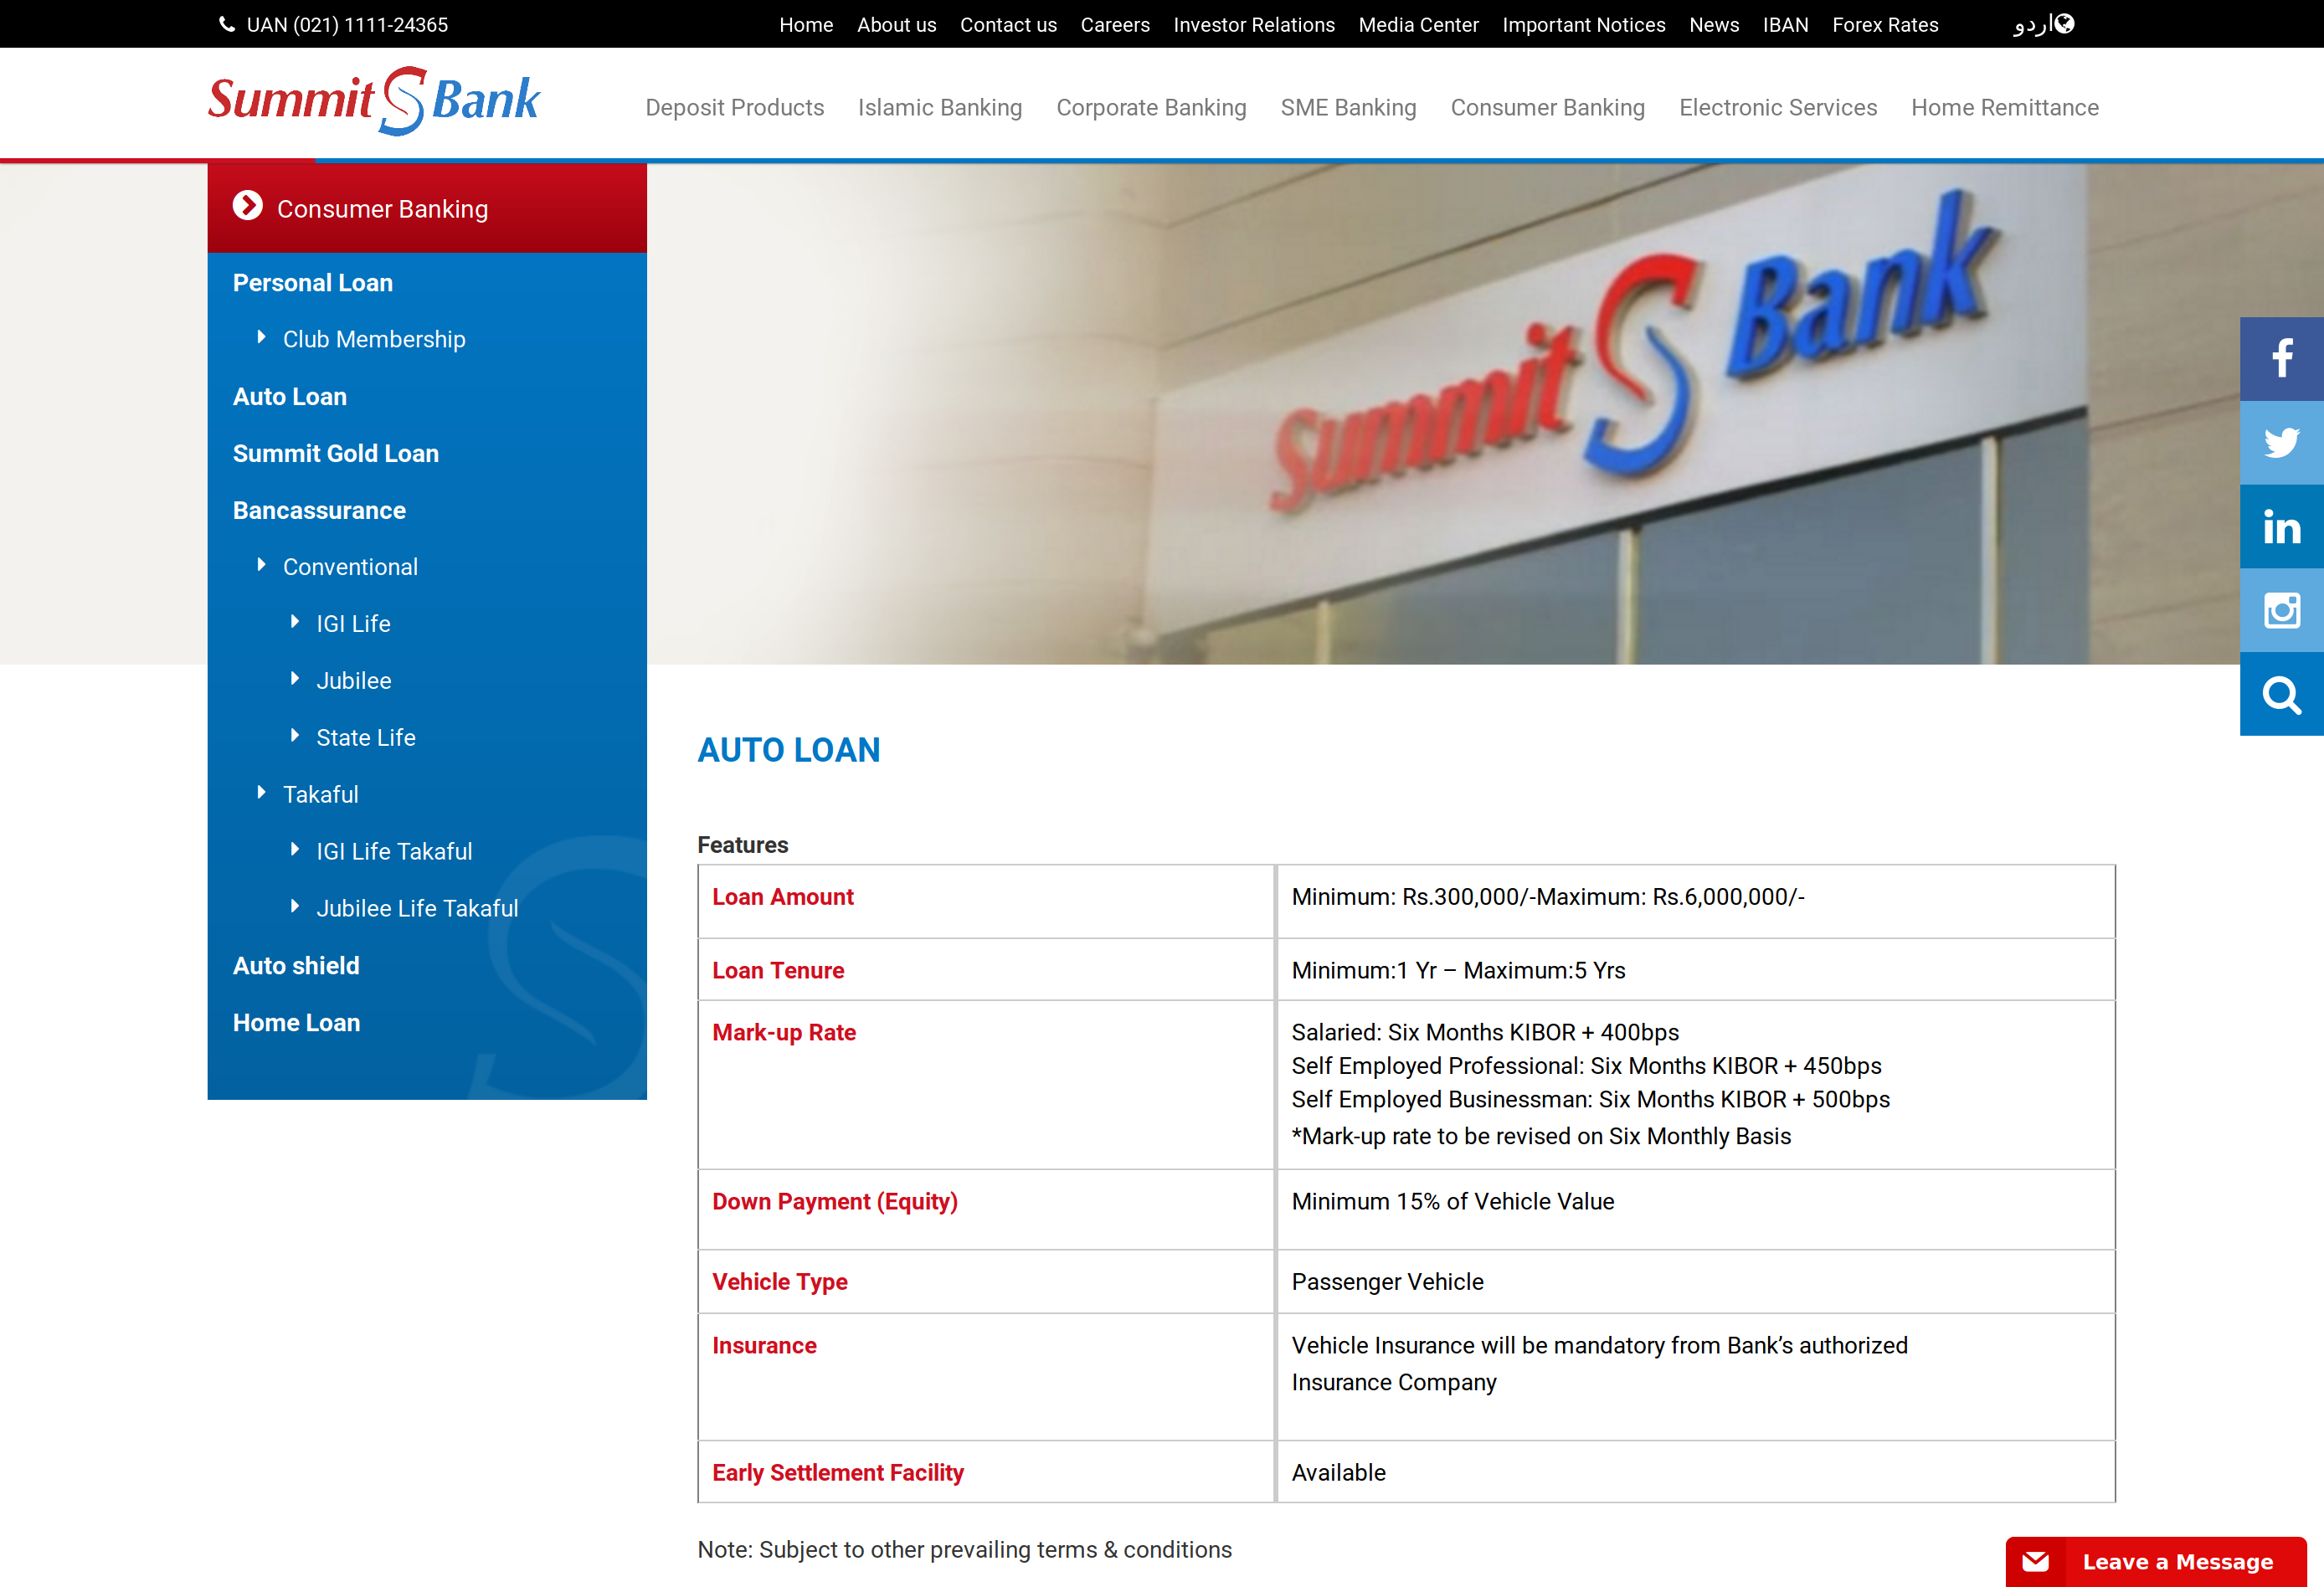 UAN (021) 1111-24365
Home About us Contact us Careers Investor Relations Media Center Important Notices News IBAN Forex Rates اردو
Summit S Bank
Deposit Products Islamic Banking Corporate Banking SME Banking Consumer Banking Electronic Services Home Remittance
Consumer Banking
Personal Loan
Club Membership
Auto Loan
Summit Gold Loan
Bancassurance
Conventional
IGI Life
Jubilee
State Life
Takaful
IGI Life Takaful
Jubilee Life Takaful
Auto shield
Home Loan
Summit S Bank
AUTO LOAN
Features
Loan Amount
Minimum: Rs.300,000/-Maximum: Rs.6,000,000/-
Loan Tenure
Minimum:1 Yr – Maximum:5 Yrs
Mark-up Rate
Salaried: Six Months KIBOR + 400bps
Self Employed Professional: Six Months KIBOR + 450bps
Self Employed Businessman: Six Months KIBOR + 500bps
*Mark-up rate to be revised on Six Monthly Basis
Down Payment (Equity)
Minimum 15% of Vehicle Value
Vehicle Type
Passenger Vehicle
Insurance
Vehicle Insurance will be mandatory from Bank’s authorized
Insurance Company
Early Settlement Facility
Available
Note: Subject to other prevailing terms & conditions
Leave a Message